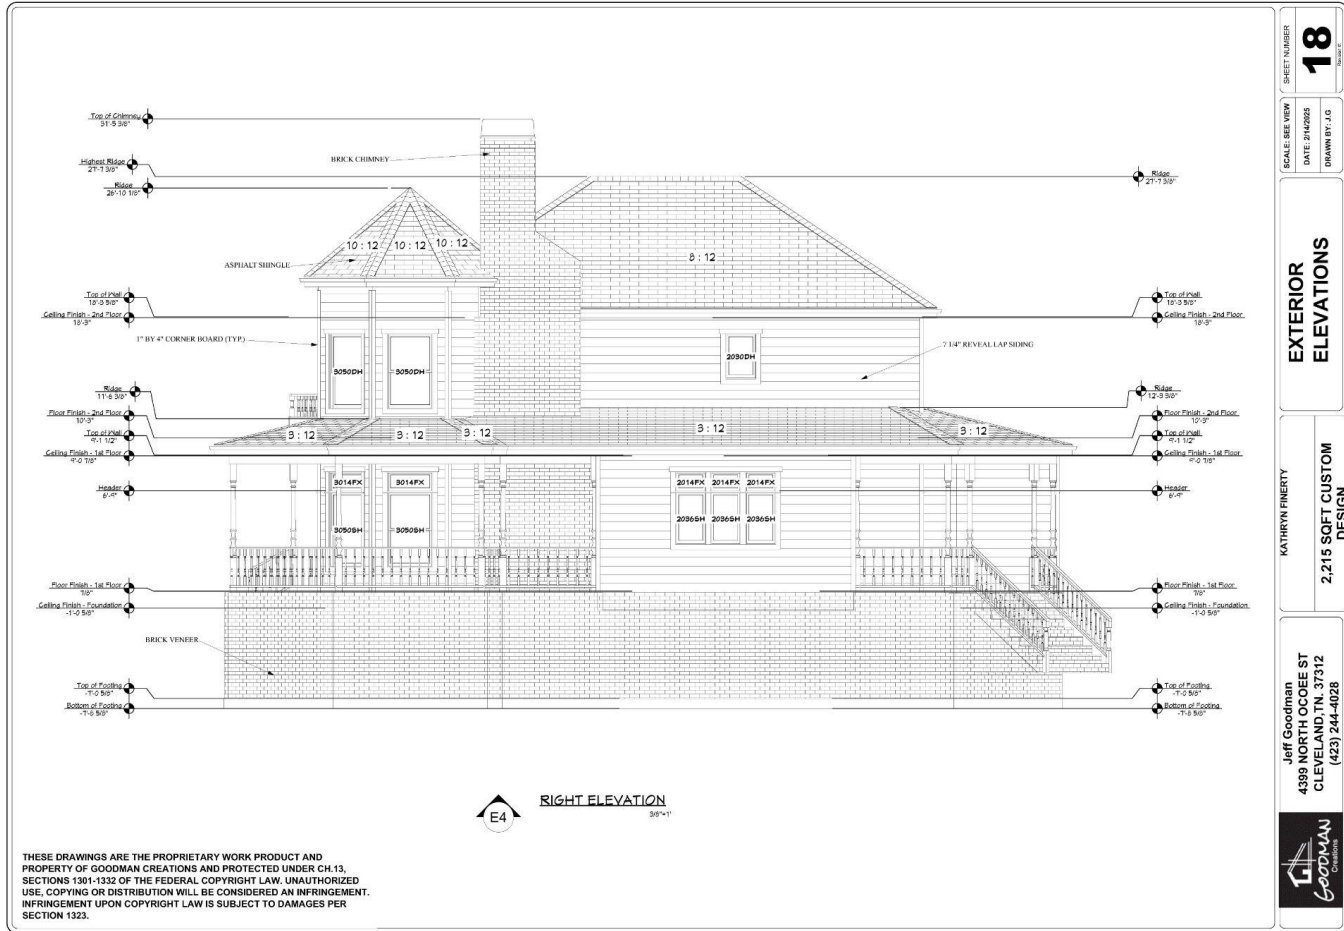 Top of Chimney
31'-5 3/8"
Highest Ridge
27'-7 3/8"
Ridge
26'-10 1/8"
Top of Wall
18'-3 5/8"
Ceiling Finish - 2nd Floor
18'-3"
1" BY 4" CORNER BOARD (TYP.)
Ridge
11'-6 3/8"
Floor Finish - 2nd Floor
10'-3"
Top of Wall
9'-1 1/2"
Ceiling Finish - 1st Floor
9'-0 7/8"
Header
6'-9"
Floor Finish - 1st Floor
7/8"
Ceiling Finish - Foundation
-1'-0 5/8"
BRICK VENEER
Top of Footing
-7'-0 5/8"
Bottom of Footing
-7'-8 5/8"
BRICK CHIMNEY
ASPHALT SHINGLE
10 : 12
10 : 12
10 : 12
8 : 12
3050DH
3050DH
2030DH
7 1/4" REVEAL LAP SIDING
3 : 12
3 : 12
3 : 12
3 : 12
3 : 12
3014FX
3014FX
2014FX
2014FX
2014FX
3050SH
3050SH
2036SH
2036SH
2036SH
Ridge
27'-7 3/8"
Top of Wall
18'-3 5/8"
Ceiling Finish - 2nd Floor
18'-3"
Ridge
12'-3 3/8"
Floor Finish - 2nd Floor
10'-3"
Top of Wall
9'-1 1/2"
Ceiling Finish - 1st Floor
9'-0 7/8"
Header
6'-9"
Floor Finish - 1st Floor
7/8"
Ceiling Finish - Foundation
-1'-0 5/8"
Top of Footing
-7'-0 5/8"
Bottom of Footing
-7'-8 5/8"
E4
RIGHT ELEVATION
3/8"=1'
THESE DRAWINGS ARE THE PROPRIETARY WORK PRODUCT AND
PROPERTY OF GOODMAN CREATIONS AND PROTECTED UNDER CH.13,
SECTIONS 1301-1332 OF THE FEDERAL COPYRIGHT LAW. UNAUTHORIZED
USE, COPYING OR DISTRIBUTION WILL BE CONSIDERED AN INFRINGEMENT.
INFRINGEMENT UPON COPYRIGHT LAW IS SUBJECT TO DAMAGES PER
SECTION 1323.
SHEET NUMBER
18
SCALE: SEE VIEW
DATE: 2/14/2025
DRAWN BY: J.G
EXTERIOR
ELEVATIONS
KATHRYN FINERTY
2,215 SQFT CUSTOM
DESIGN
Jeff Goodman
4399 NORTH OCOEE ST
CLEVELAND,TN. 37312
(423) 244-4028
GOODMAN
Creations